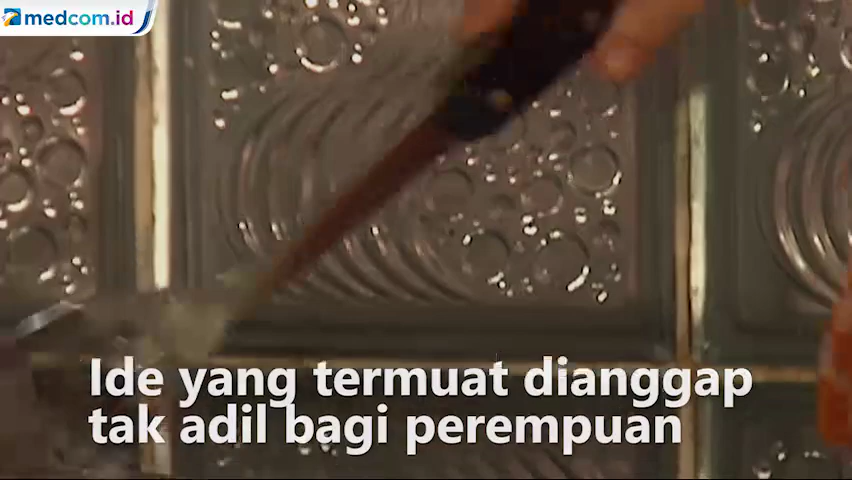 medcom.id
Ide yang termuat dianggap
tak adil bagi perempuan